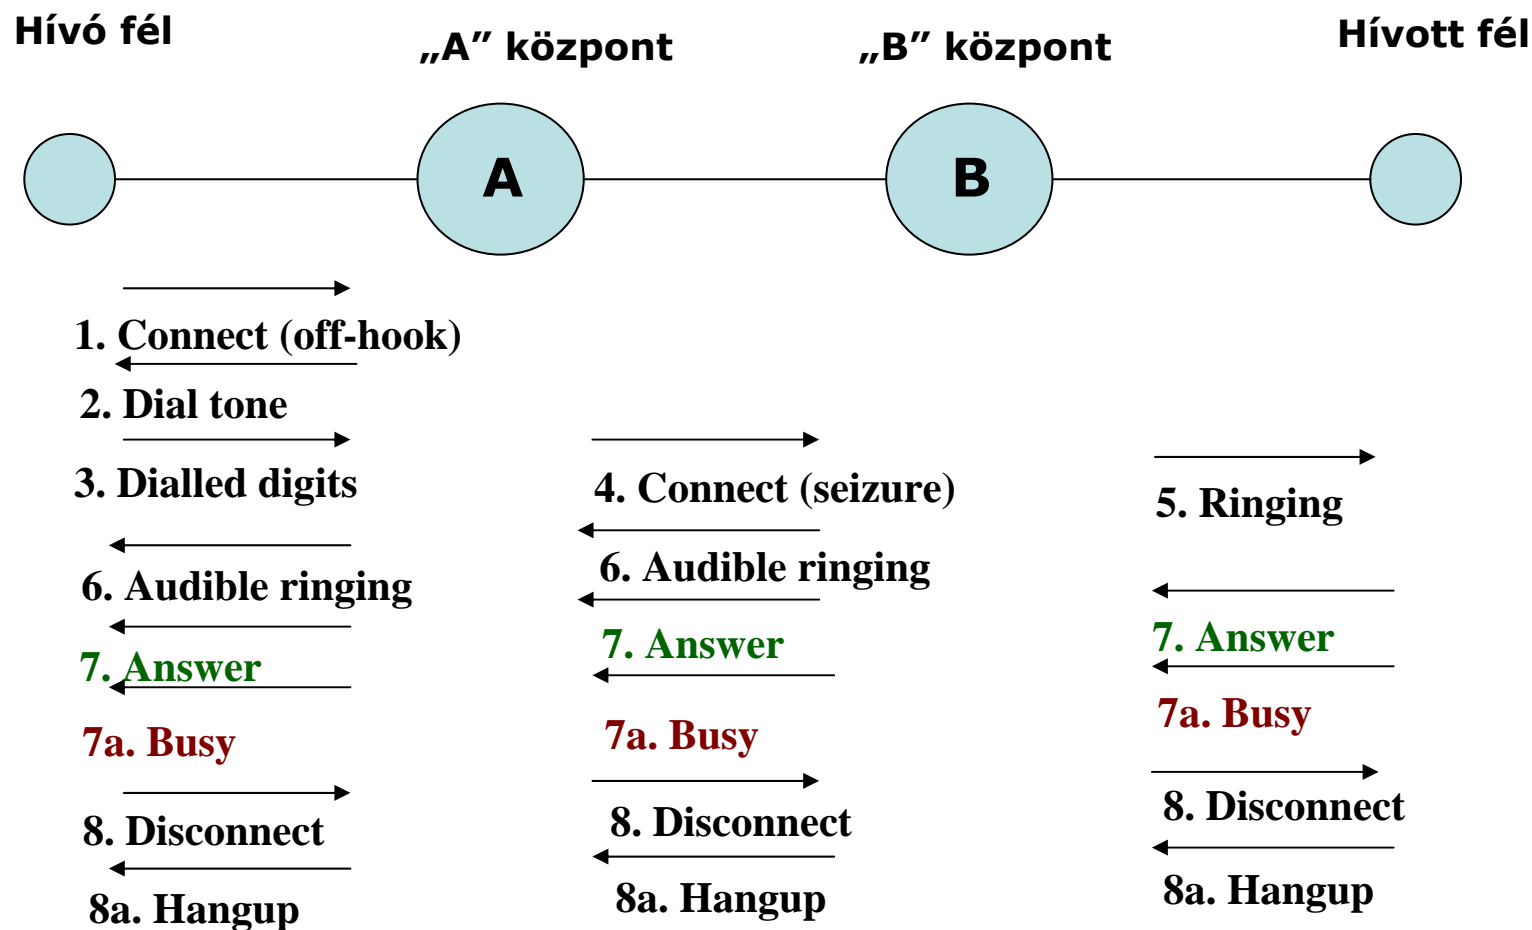 Hívó fél
„A” központ
„B” központ
Hívott fél
A
B
1. Connect (off-hook)
2. Dial tone
3. Dialled digits
6. Audible ringing
7. Answer
7a. Busy
8. Disconnect
8a. Hangup
4. Connect (seizure)
6. Audible ringing
7. Answer
7a. Busy
8. Disconnect
8a. Hangup
5. Ringing
7. Answer
7a. Busy
8. Disconnect
8a. Hangup